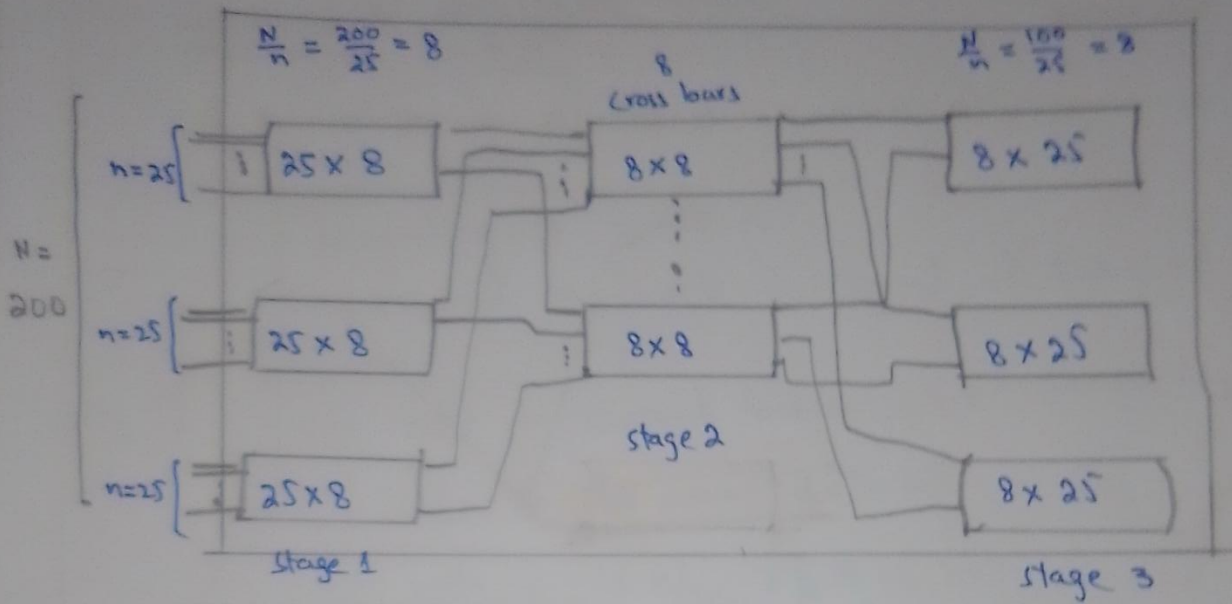 N/n = 200/25 = 8
8
Cross bars
N/n = 100/25 = 8
n=25
25 × 8
8×8
8 × 25
N=
200
n=25
25 × 8
8×8
8 × 25
Stage 2
n=25
25×8
8 × 25
Stage 1
Stage 3